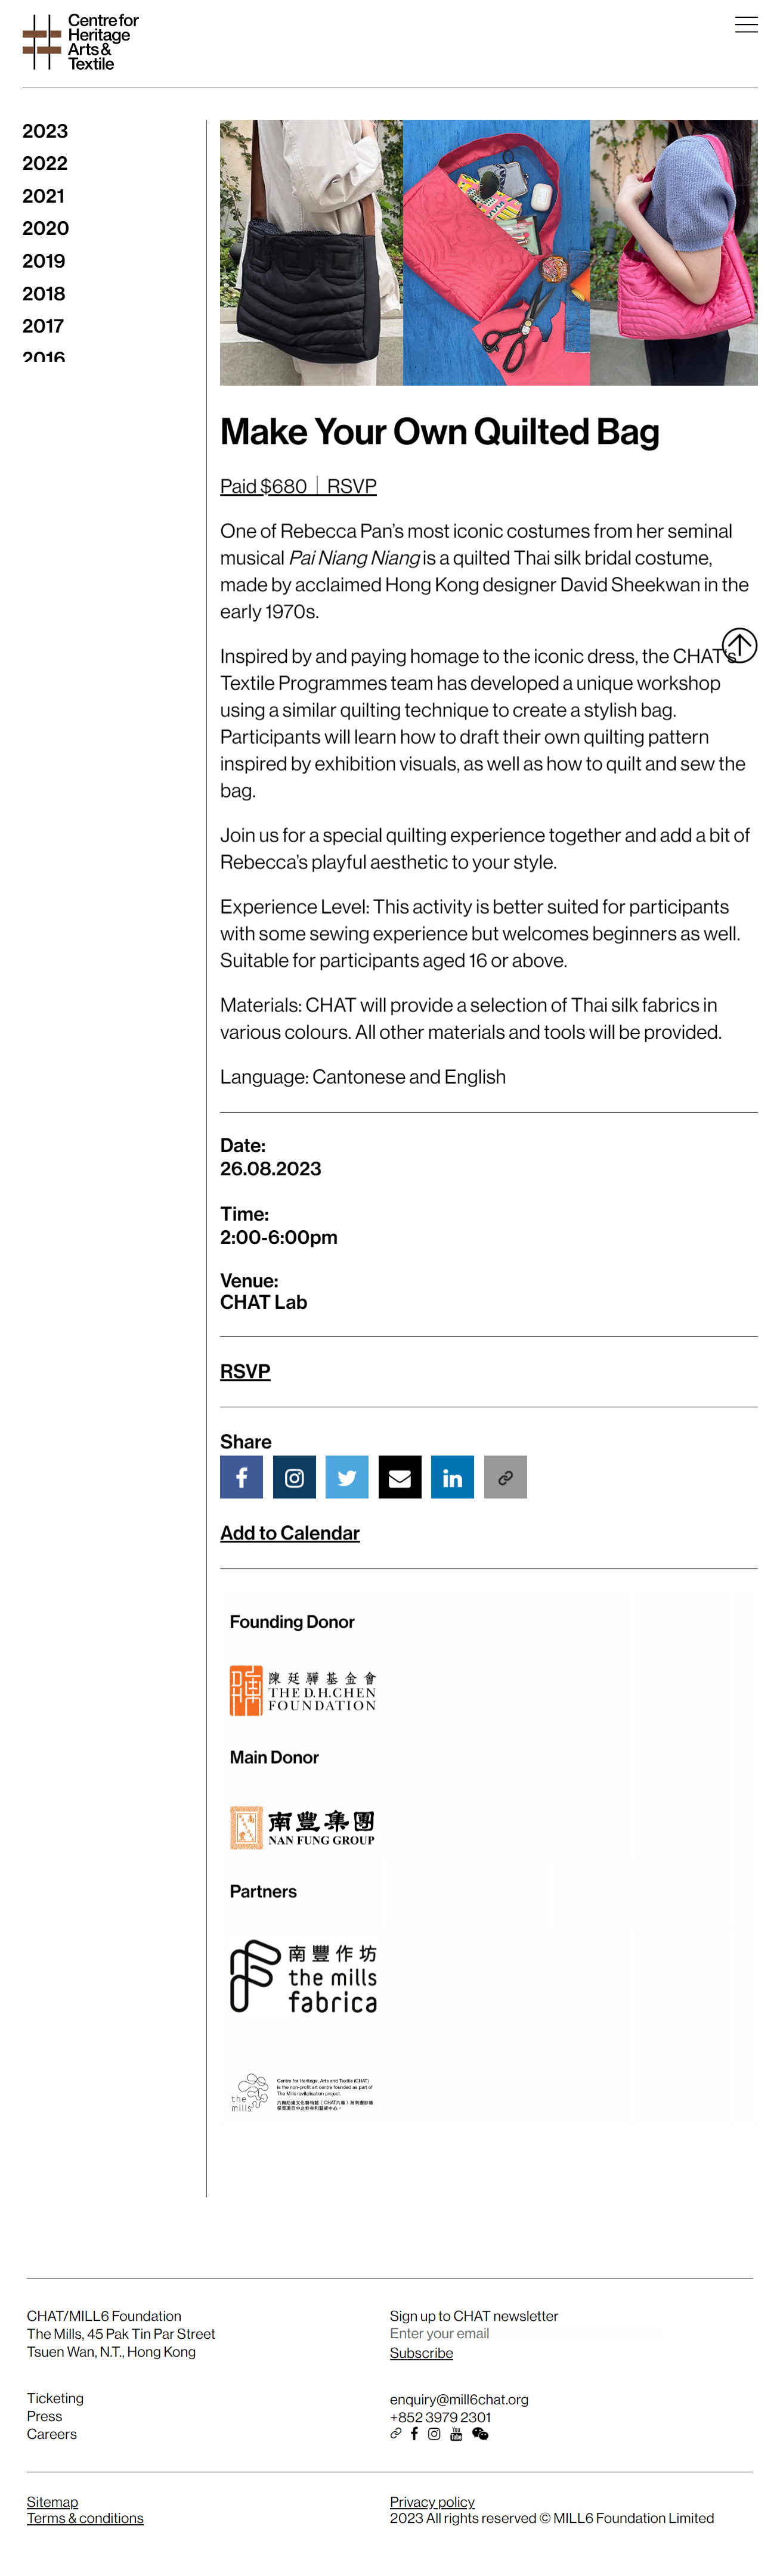 Centre for
Heritage
Arts &
Textile
2023
2022
2021
2020
2019
2018
2017
2016
Make Your Own Quilted Bag
Paid $680 | RSVP
One of Rebecca Pan's most iconic costumes from her seminal
musical Pai Niang Niang is a quilted Thai silk bridal costume,
made by acclaimed Hong Kong designer David Sheekwan in the
early 1970s.
Inspired by and paying homage to the iconic dress, the CHAT's
Textile Programmes team has developed a unique workshop
using a similar quilting technique to create a stylish bag.
Participants will learn how to draft their own quilting pattern
inspired by exhibition visuals, as well as how to quilt and sew the
bag.
Join us for a special quilting experience together and add a bit of
Rebecca's playful aesthetic to your style.
Experience Level: This activity is better suited for participants
with some sewing experience but welcomes beginners as well.
Suitable for participants aged 16 or above.
Materials: CHAT will provide a selection of Thai silk fabrics in
various colours. All other materials and tools will be provided.
Language: Cantonese and English
Date:
26.08.2023
Time:
2:00-6:00pm
Venue:
CHAT Lab
RSVP
Share
Add to Calendar
Founding Donor
陳廷驊基金會
THE D.H.CHEN
FOUNDATION
Main Donor
南豐集團
NAN FUNG GROUP
Partners
南豐作坊
the mills
fabrica
the
mills
Centre for Heritage, Arts and Textile (CHAT)
is the non-profit art centre founded as part of
The Mills revitalisation project.
CHAT/MILL6 Foundation
The Mills, 45 Pak Tin Par Street
Tsuen Wan, N.T., Hong Kong
Ticketing
Press
Careers
Sign up to CHAT newsletter
Enter your email
Subscribe
enquiry@mill6chat.org
+852 3979 2301
Sitemap
Terms & conditions
Privacy policy
2023 All rights reserved © MILL6 Foundation Limited